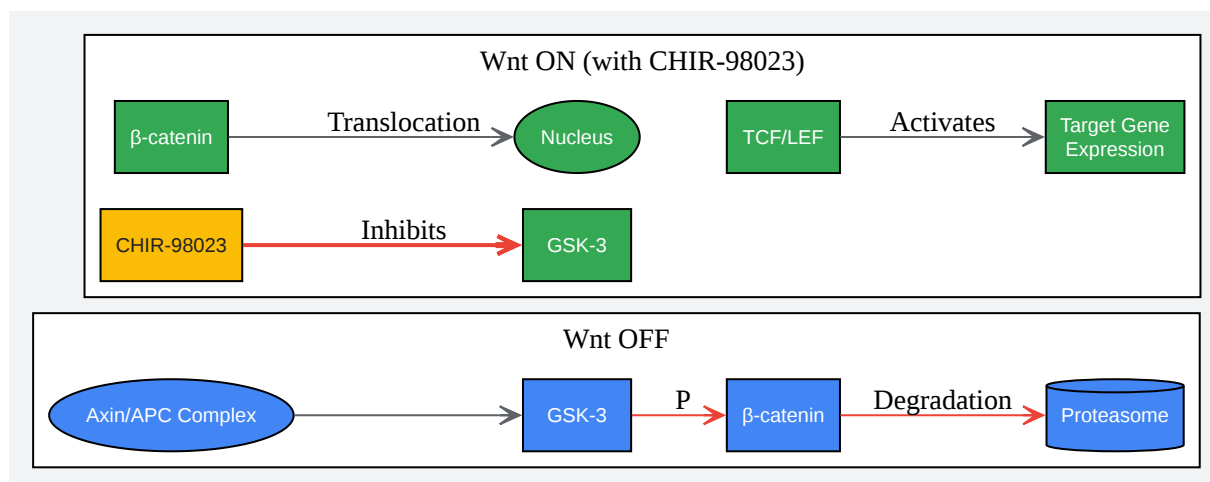 Wnt ON (with CHIR-98023)
β-catenin
Translocation
Nucleus
TCF/LEF
Activates
Target Gene
Expression
CHIR-98023
Inhibits
GSK-3
Wnt OFF
Axin/APC Complex
GSK-3
P
β-catenin
Degradation
Proteasome